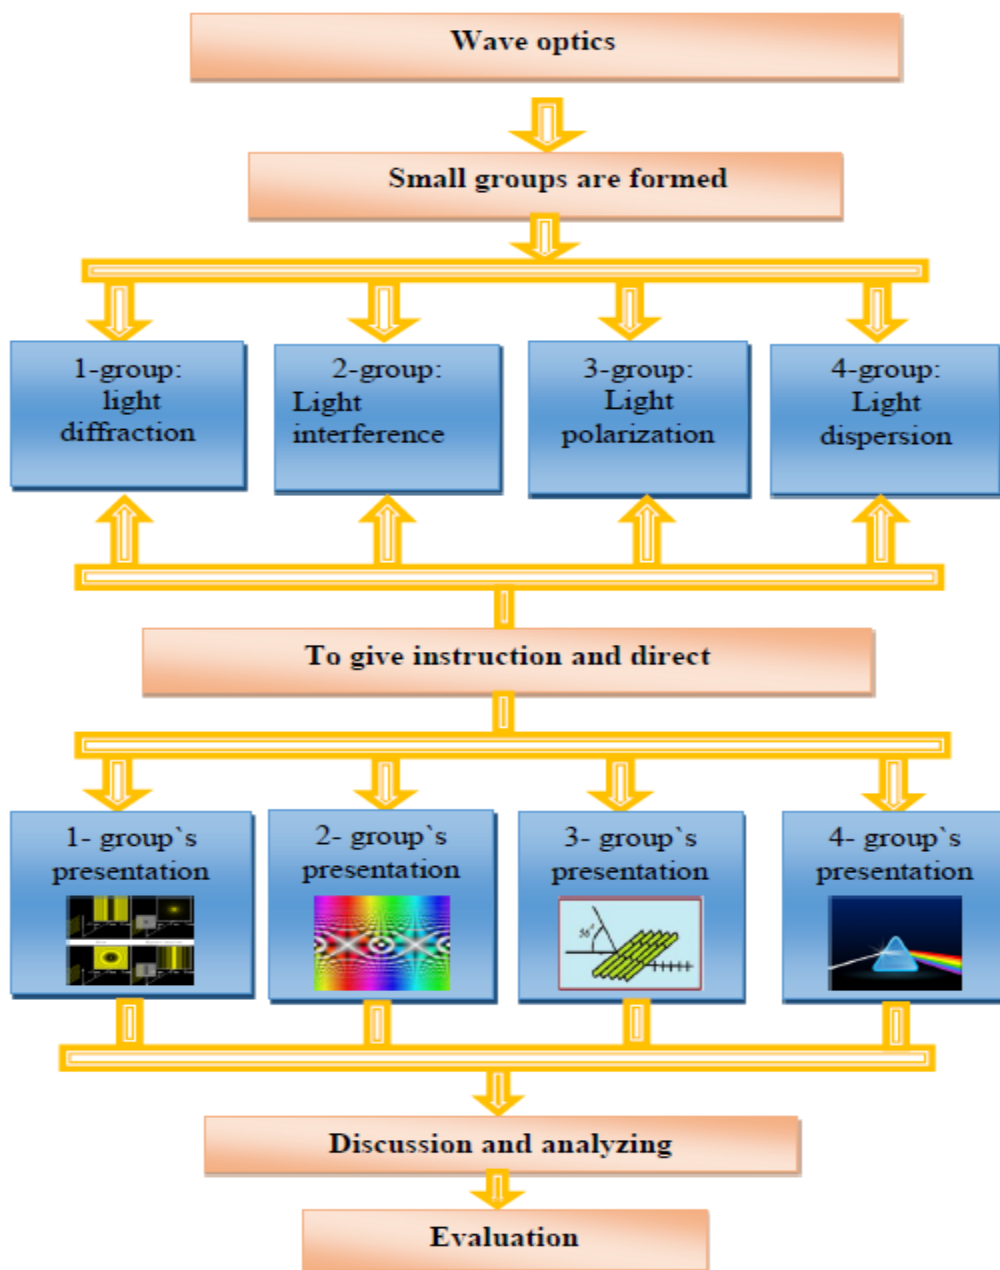 Wave optics
Small groups are formed
1-group:
light
diffraction
2-group:
Light
interference
3-group:
Light
polarization
4-group:
Light
dispersion
To give instruction and direct
1- group`s
presentation
2- group`s
presentation
3- group`s
presentation
56°
4- group`s
presentation
Discussion and analyzing
Evaluation